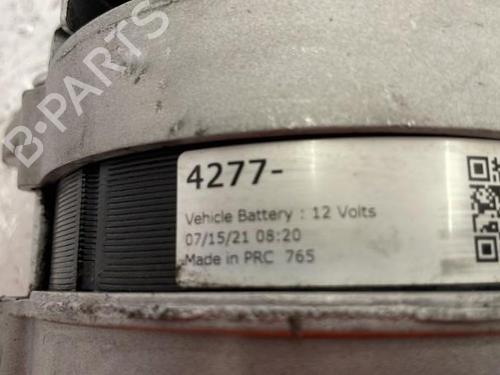 B-PARTS
4277-
Vehicle Battery : 12 Volts
07/15/21 08:20
Made in PRC 765